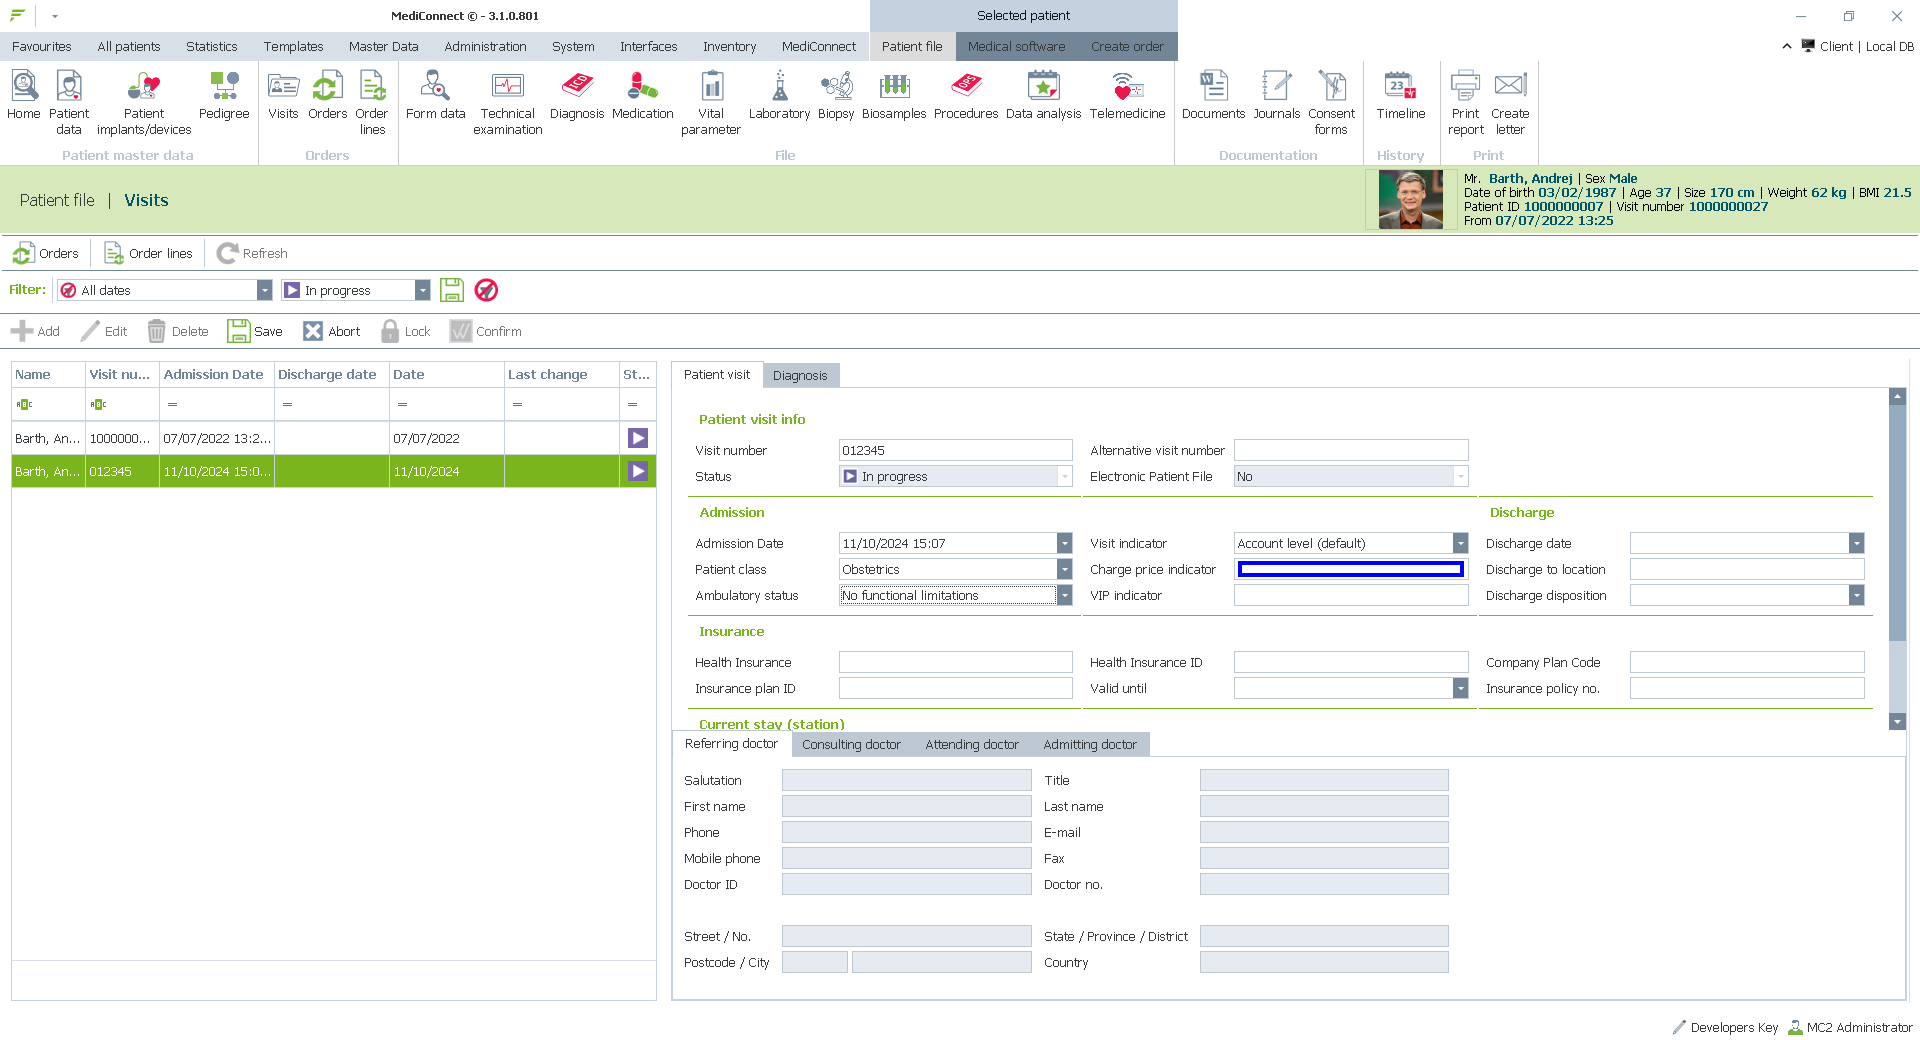 MediConnect © - 3.1.0.801
Selected patient
Favourites All patients Statistics Templates Master Data Administration System Interfaces Inventory MediConnect Patient file Medical software Create order
Client | Local DB
Home Patient data Patient implants/devices Pedigree
Patient master data
Visits Orders Order lines
Orders
Form data Technical examination Diagnosis Medication Vital parameter Laboratory Biopsy Biosamples Procedures Data analysis Telemedicine
File
Documents Journals Consent forms
Documentation
Timeline
History
Print report Create letter
Print
Patient file | Visits
Mr. Barth, Andrej | Sex Male
Date of birth 03/02/1987 | Age 37 | Size 170 cm | Weight 62 kg | BMI 21.5
Patient ID 1000000007 | Visit number 1000000027
From 07/07/2022 13:25
Orders Order lines Refresh
Filter: All dates In progress
Add Edit Delete Save Abort Lock Confirm
Name Visit nu... Admission Date Discharge date Date Last change St...
Barth, An... 1000000... 07/07/2022 13:2... 07/07/2022
Barth, An... 012345 11/10/2024 15:0... 11/10/2024
Patient visit Diagnosis
Patient visit info
Visit number 012345 Alternative visit number
Status In progress Electronic Patient File No
Admission Discharge
Admission Date 11/10/2024 15:07 Visit indicator Account level (default) Discharge date
Patient class Obstetrics Charge price indicator Discharge to location
Ambulatory status No functional limitations VIP indicator Discharge disposition
Insurance
Health Insurance Health Insurance ID Company Plan Code
Insurance plan ID Valid until Insurance policy no.
Current stay (station)
Referring doctor Consulting doctor Attending doctor Admitting doctor
Salutation Title
First name Last name
Phone E-mail
Mobile phone Fax
Doctor ID Doctor no.
Street / No. State / Province / District
Postcode / City Country
Developers Key MC2 Administrator